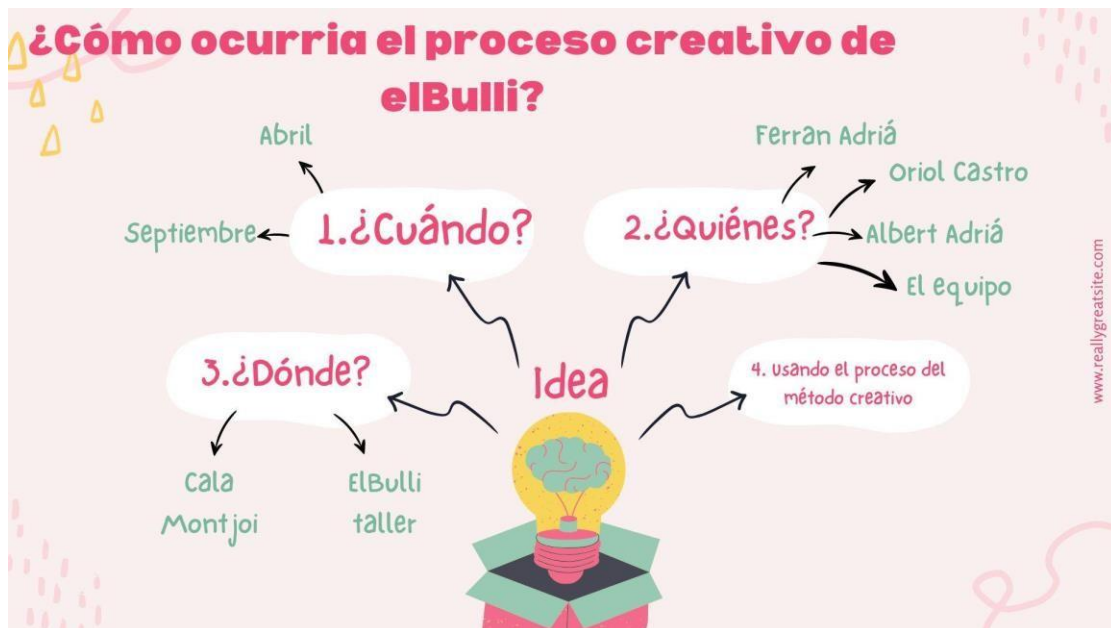 ¿Cómo ocurria el proceso creativo de
elBulli?
Abril
Septiembre
1.¿Cuándo?
Ferran Adriá
Oriol Castro
2.¿Quiénes?
Albert Adriá
El equipo
3.¿Dónde?
Cala
Montjoi
ElBulli
taller
Idea
4. Usando el proceso del
método creativo
www.reallygreatsite.com